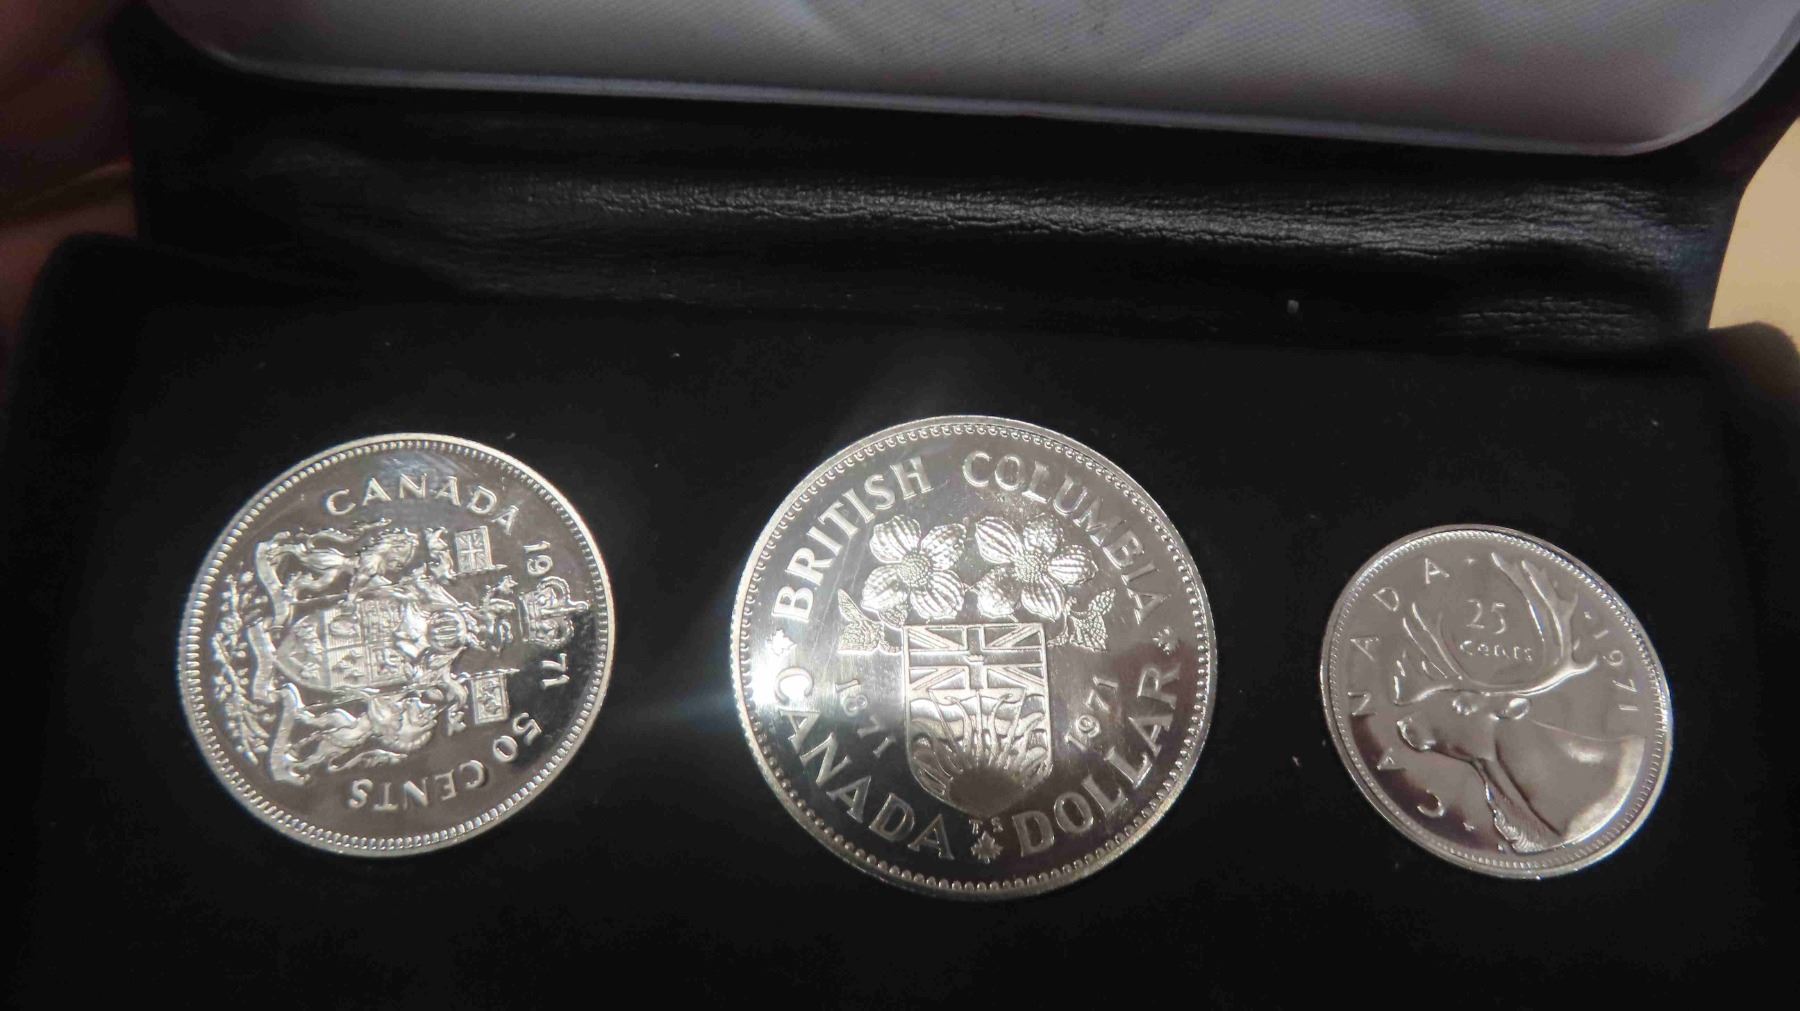 CANADA
1971
50 CENTS
BRITISH COLUMBIA
1871 1971
T.S
CANADA DOLLAR
CANADA 1971
25
cents